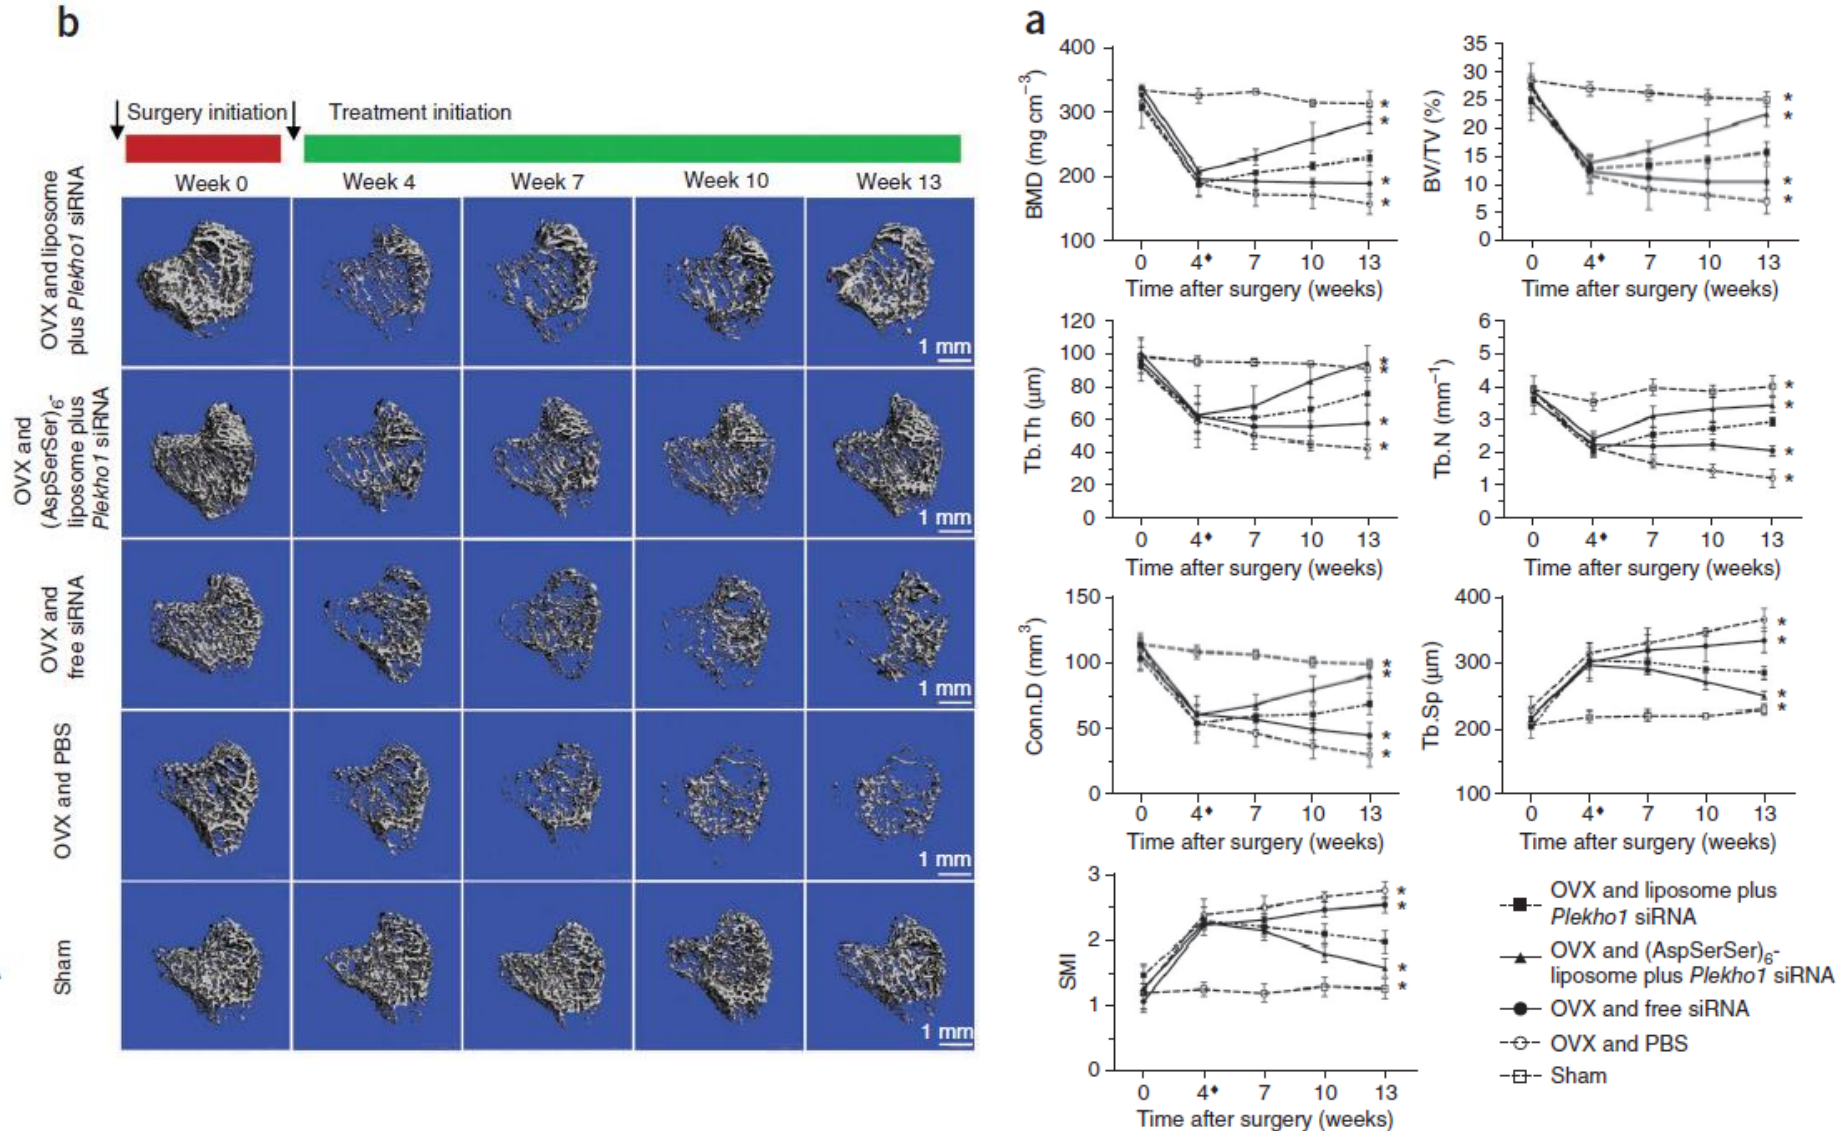 b
Surgery initiation
Treatment initiation
Week 0
Week 4
Week 7
Week 10
Week 13
OVX and liposome
plus Plekho1 siRNA
1 mm
OVX and
(AspSerSer)6-
liposome plus
Plekho1 siRNA
1 mm
OVX and
free siRNA
1 mm
OVX and PBS
1 mm
Sham
1 mm
a
BMD (mg cm−3)
400
300
200
100
*
*
*
*
0 4♦ 7 10 13
Time after surgery (weeks)
BV/TV (%)
35
30
25
20
15
10
5
0
*
*
*
*
0 4♦ 7 10 13
Time after surgery (weeks)
Tb.Th (μm)
120
100
80
60
40
20
0
*
*
*
*
0 4♦ 7 10 13
Time after surgery (weeks)
Tb.N (mm−1)
6
5
4
3
2
1
0
*
*
*
*
0 4♦ 7 10 13
Time after surgery (weeks)
Conn.D (mm3)
150
100
50
0
*
*
*
*
0 4♦ 7 10 13
Time after surgery (weeks)
Tb.Sp (μm)
400
300
200
100
*
*
*
*
0 4♦ 7 10 13
Time after surgery (weeks)
SMI
3
2
1
0
*
*
*
*
0 4♦ 7 10 13
Time after surgery (weeks)
OVX and liposome plus
Plekho1 siRNA
OVX and (AspSerSer)6-
liposome plus Plekho1 siRNA
OVX and free siRNA
OVX and PBS
Sham